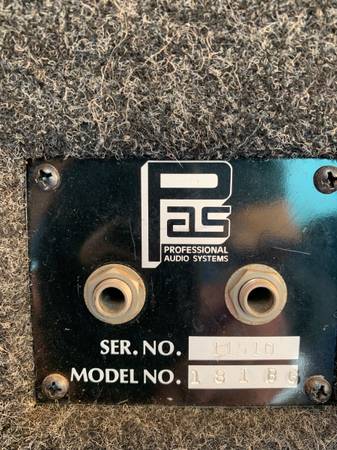 Pas
PROFESSIONAL
AUDIO SYSTEMS
SER. NO.
MODEL NO.